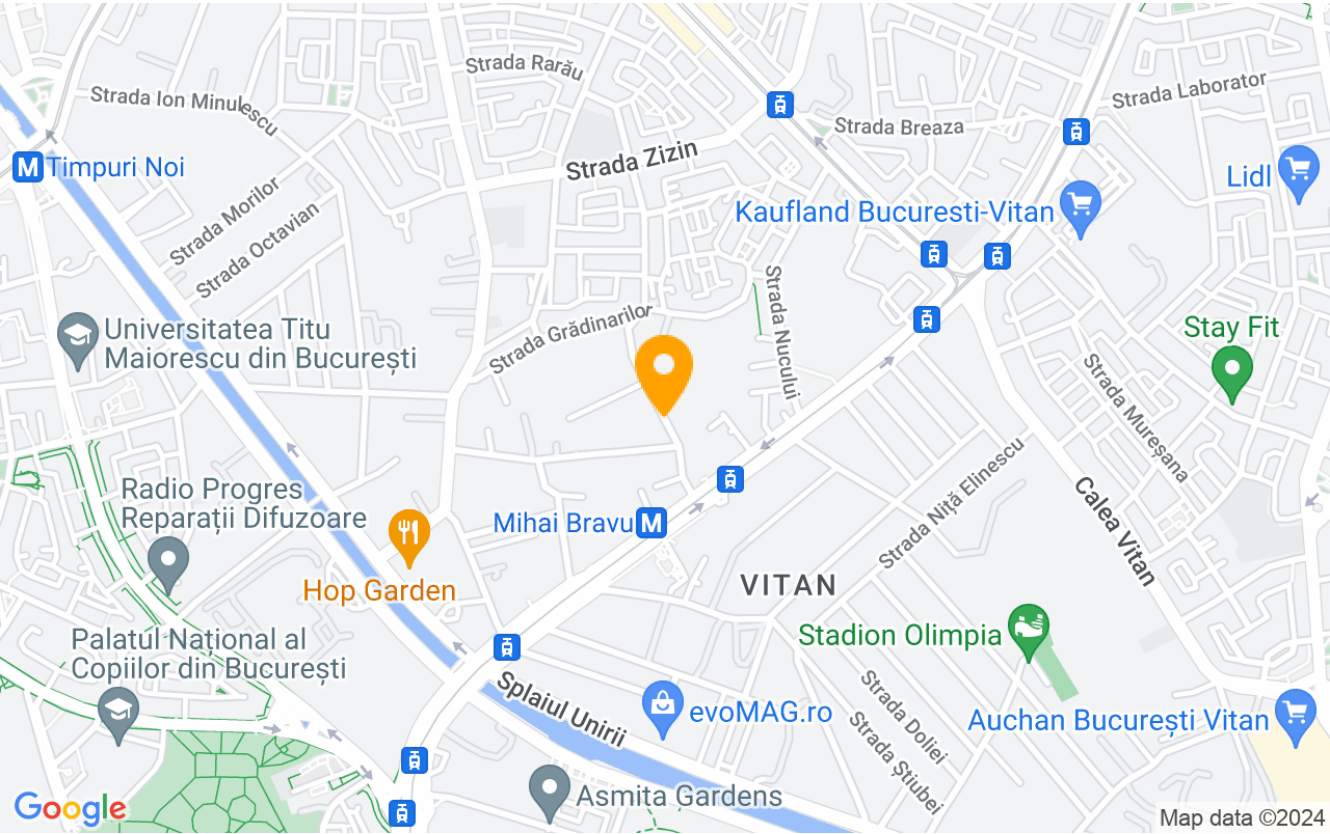 Strada Rarău
Strada Ion Minulescu
Strada Laborator
Strada Breaza
Strada Zizin
M Timpuri Noi
Lidl
Strada Morilor
Kaufland Bucuresti-Vitan
Strada Octavian
Strada Nucului
Strada Grădinarilor
Universitatea Titu
Maiorescu din București
Stay Fit
Strada Mureșana
Radio Progres
Reparații Difuzoare
Strada Niță Elinescu
Calea Vitan
Mihai Bravu M
Hop Garden
VITAN
Palatul Național al
Copiilor din București
Stadion Olimpia
Splaiul Unirii
evoMAG.ro
Strada Doliei
Auchan București Vitan
Strada Știubei
Asmita Gardens
Google
Map data ©2024